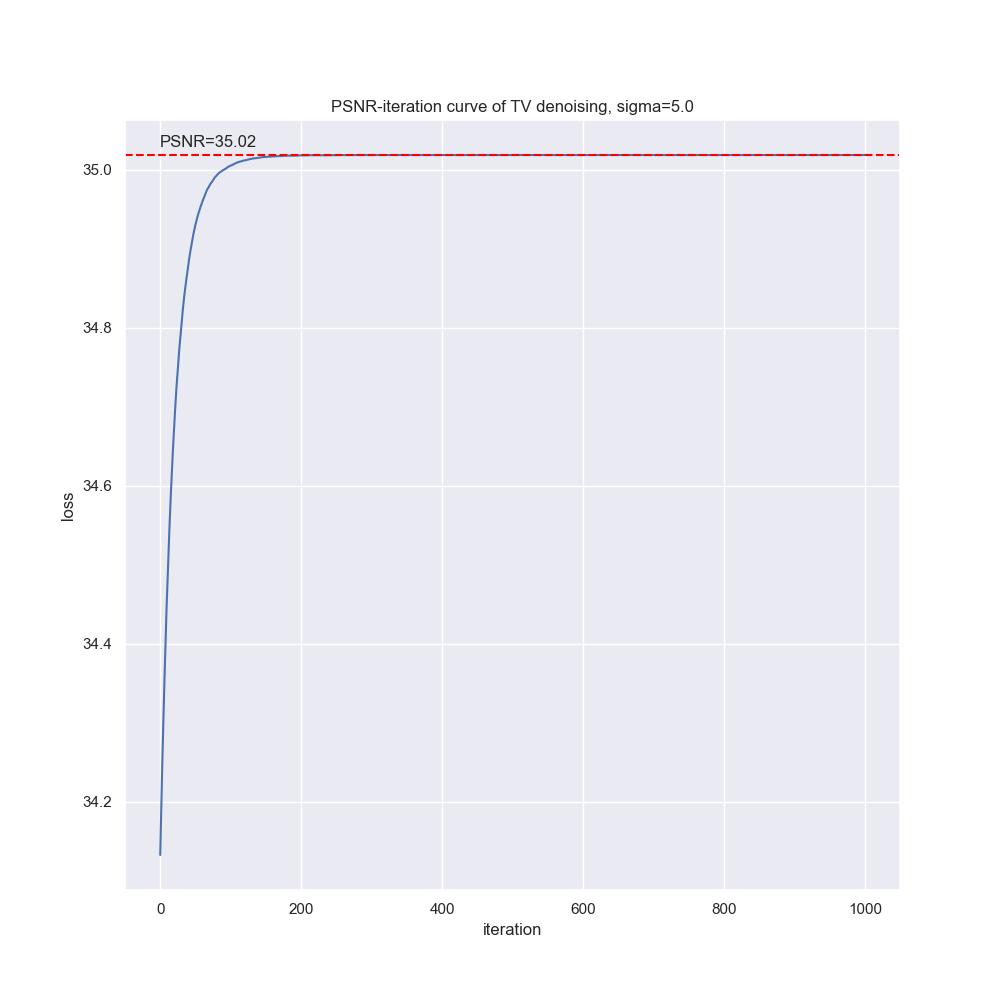 PSNR-iteration curve of TV denoising, sigma=5.0
PSNR=35.02
35.0
34.8
34.6
34.4
34.2
loss
0 200 400 600 800 1000
iteration